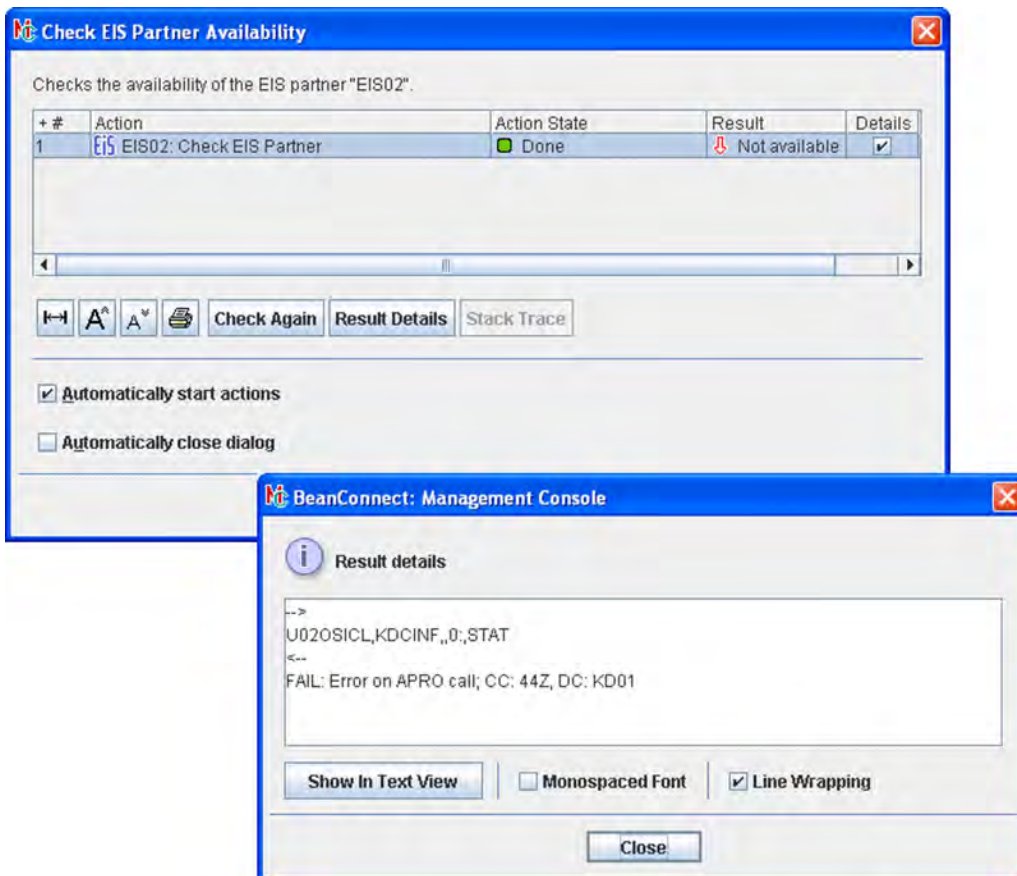 Check EIS Partner Availability
Checks the availability of the EIS partner "EIS02".
+ # Action Action State Result Details
1 EiS EIS02: Check EIS Partner Done Not available
A^ A˅ Check Again Result Details Stack Trace
Automatically start actions
Automatically close dialog
BeanConnect: Management Console
i Result details
-->
U02OSICL,KDCINF,,0:,STAT
<--
FAIL: Error on APRO call; CC: 44Z, DC: KD01
Show In Text View Monospaced Font Line Wrapping
Close